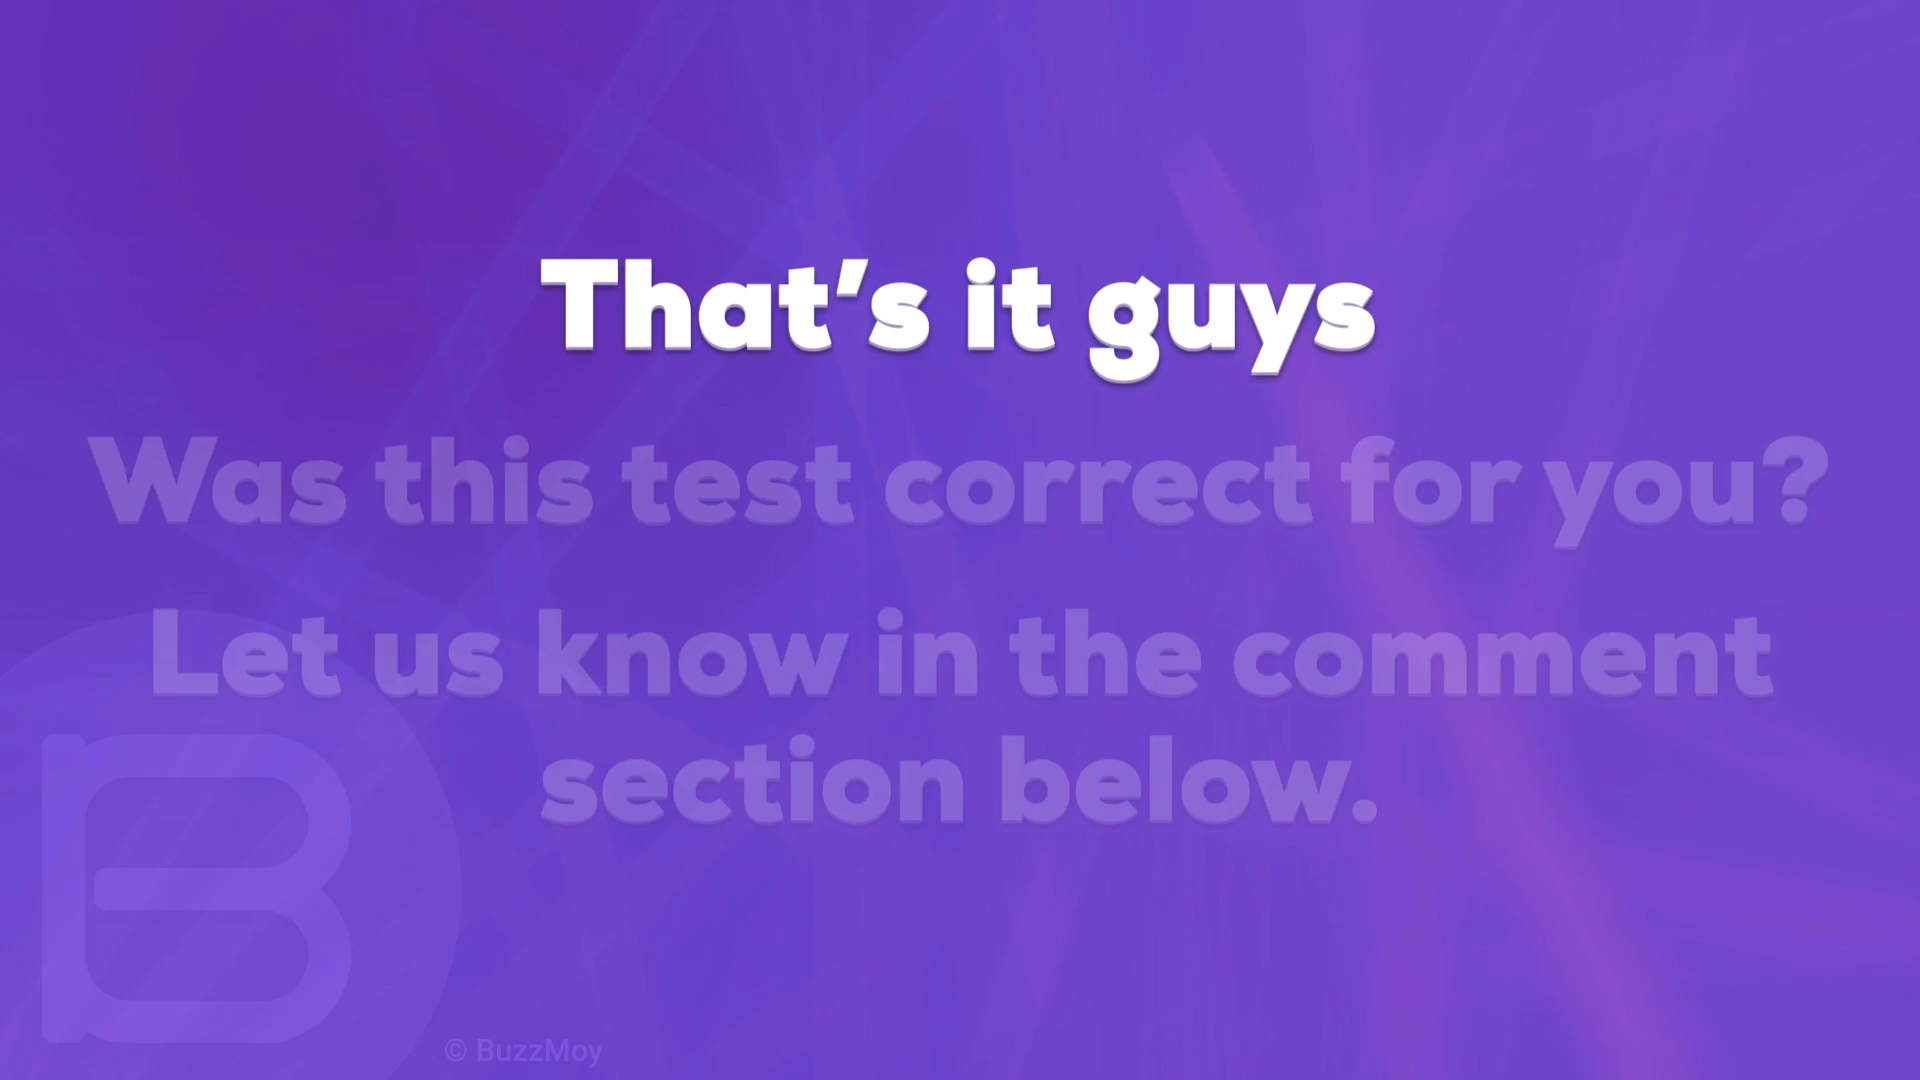 That's it guys
Was this test correct for you?
Let us know in the comment
section below.
© BuzzMoy